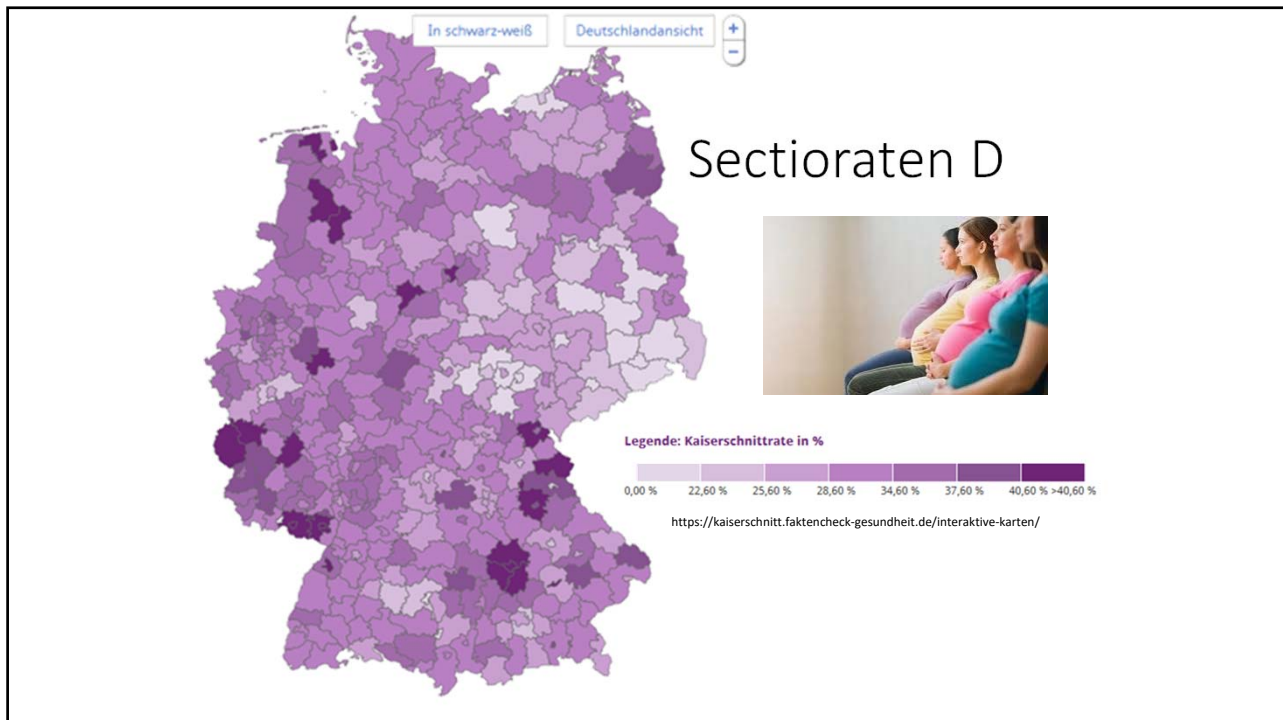 In schwarz-weiß
Deutschlandansicht
+
−
Sectioraten D
Legende: Kaiserschnittrate in %
0,00 % 22,60 % 25,60 % 28,60 % 34,60 % 37,60 % 40,60 % >40,60 %
https://kaiserschnitt.faktencheck-gesundheit.de/interaktive-karten/